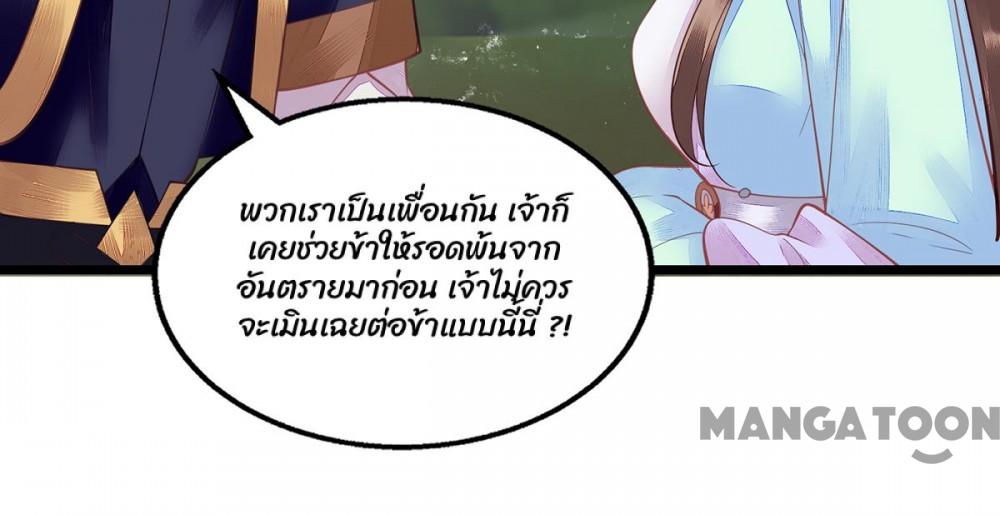 พวกเราเป็นเพื่อนกัน เจ้าก็
เคยช่วยข้าให้รอดพ้นจาก
อันตรายมาก่อน เจ้าไม่ควร
จะเมินเฉยต่อข้าแบบนี้นี่ ?!
MANGATOON